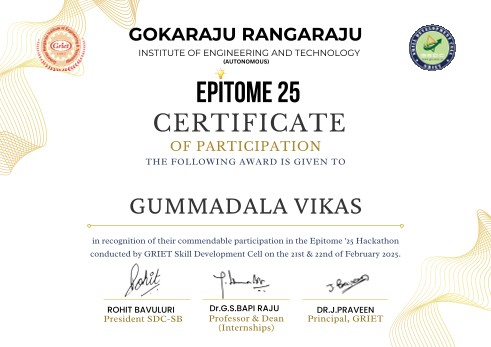 GOKARAJU RANGARAJU
INSTITUTE OF ENGINEERING AND TECHNOLOGY
(AUTONOMOUS)
EPITOME 25
CERTIFICATE
OF PARTICIPATION
THE FOLLOWING AWARD IS GIVEN TO
GUMMADALA VIKAS
in recognition of their commendable participation in the Epitome '25 Hackathon
conducted by GRIET Skill Development Cell on the 21st & 22nd of February 2025.
Rohit
ROHIT BAVULURI
President SDC-SB
Dr.G.S.BAPI RAJU
Professor & Dean
(Internships)
DR.J.PRAVEEN
Principal, GRIET
Griet
GRIET